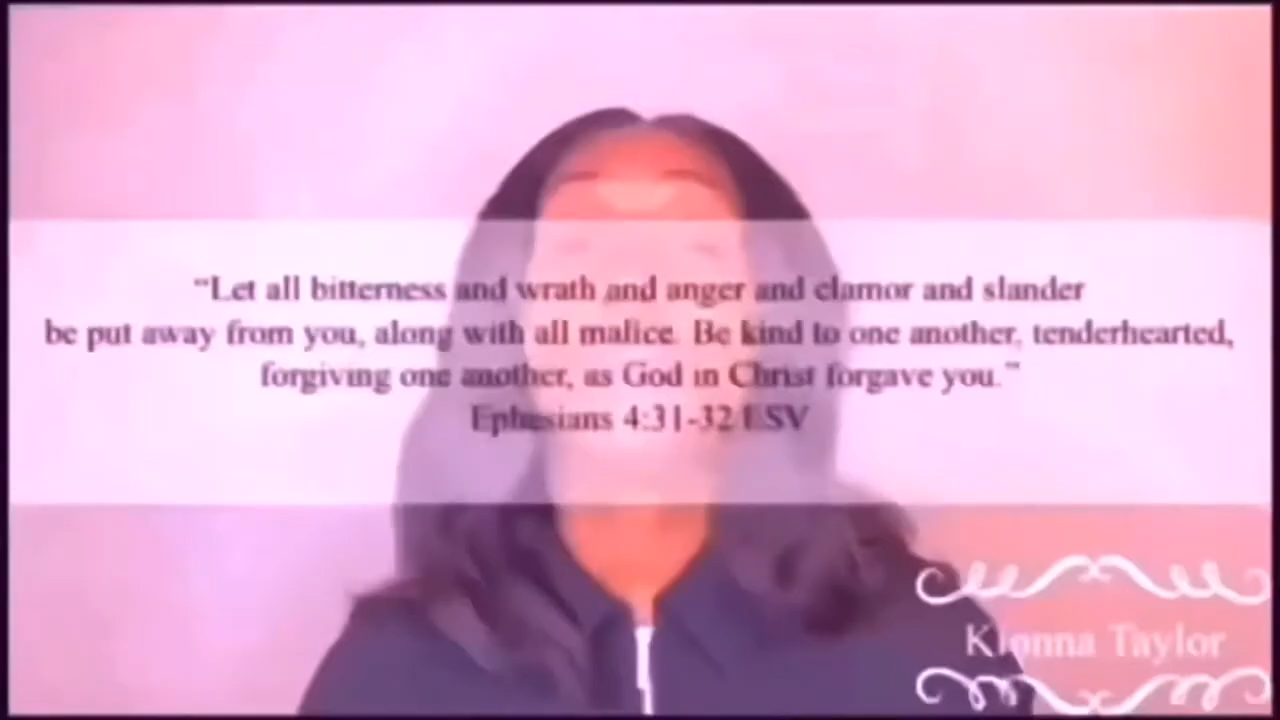 “Let all bitterness and wrath and anger and clamor and slander
be put away from you, along with all malice. Be kind to one another, tenderhearted,
forgiving one another, as God in Christ forgave you.”
Ephesians 4:31-32 ESV
Kionna Taylor